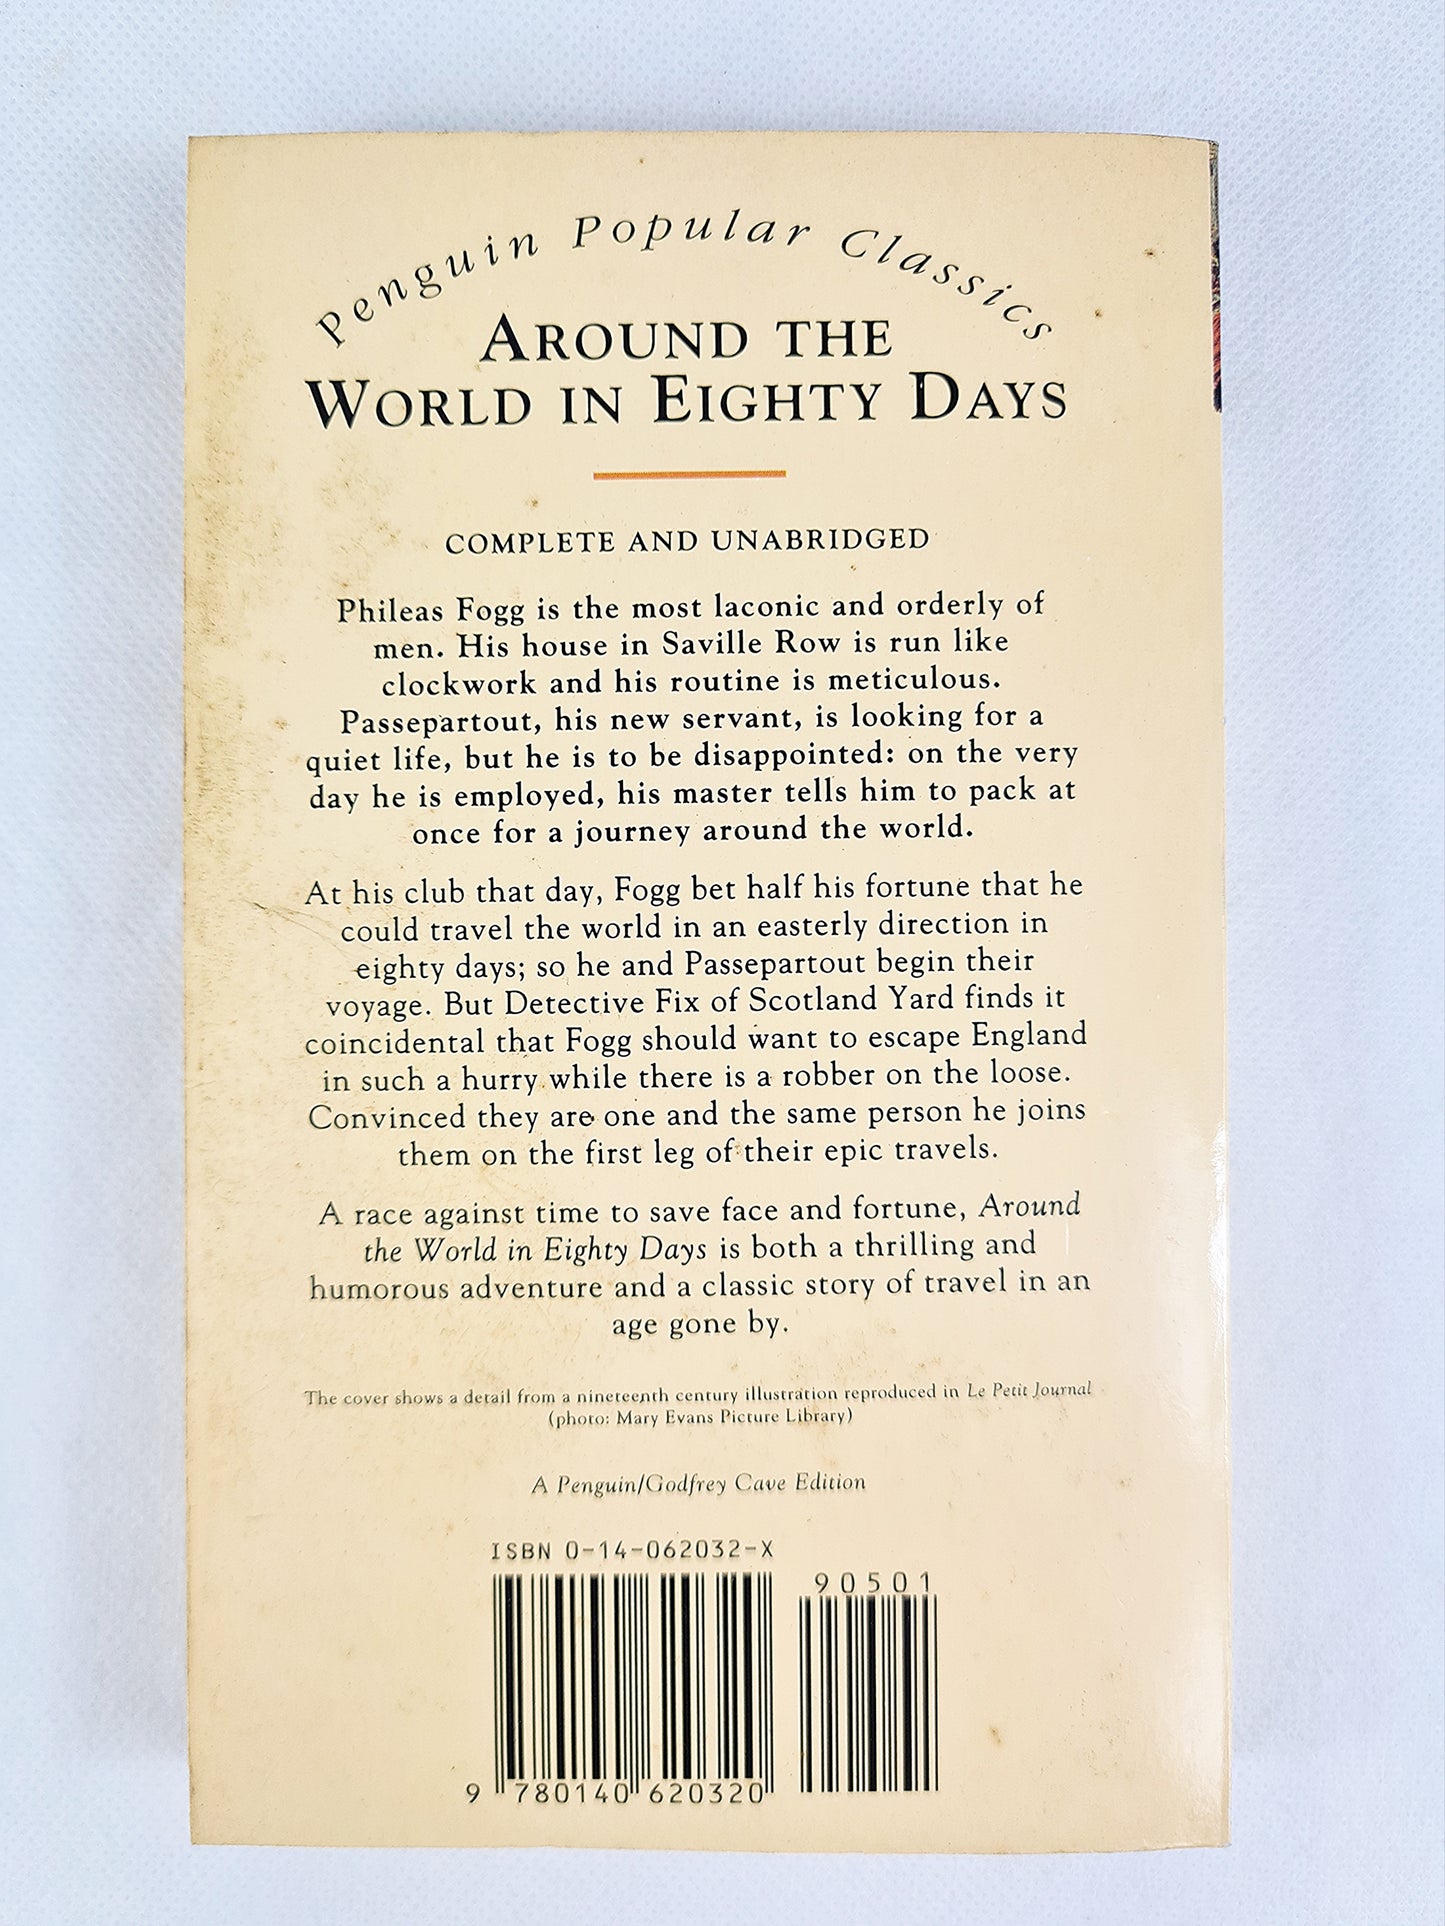 Penguin Popular Classics
AROUND THE
WORLD IN EIGHTY DAYS
COMPLETE AND UNABRIDGED
Phileas Fogg is the most laconic and orderly of
men. His house in Saville Row is run like
clockwork and his routine is meticulous.
Passepartout, his new servant, is looking for a
quiet life, but he is to be disappointed: on the very
day he is employed, his master tells him to pack at
once for a journey around the world.
At his club that day, Fogg bet half his fortune that he
could travel the world in an easterly direction in
eighty days; so he and Passepartout begin their
voyage. But Detective Fix of Scotland Yard finds it
coincidental that Fogg should want to escape England
in such a hurry while there is a robber on the loose.
Convinced they are one and the same person he joins
them on the first leg of their epic travels.
A race against time to save face and fortune, Around
the World in Eighty Days is both a thrilling and
humorous adventure and a classic story of travel in an
age gone by.
The cover shows a detail from a nineteenth century illustration reproduced in Le Petit Journal
(photo: Mary Evans Picture Library)
A Penguin/Godfrey Cave Edition
ISBN 0-14-062032-X
90501
9 780140 620320